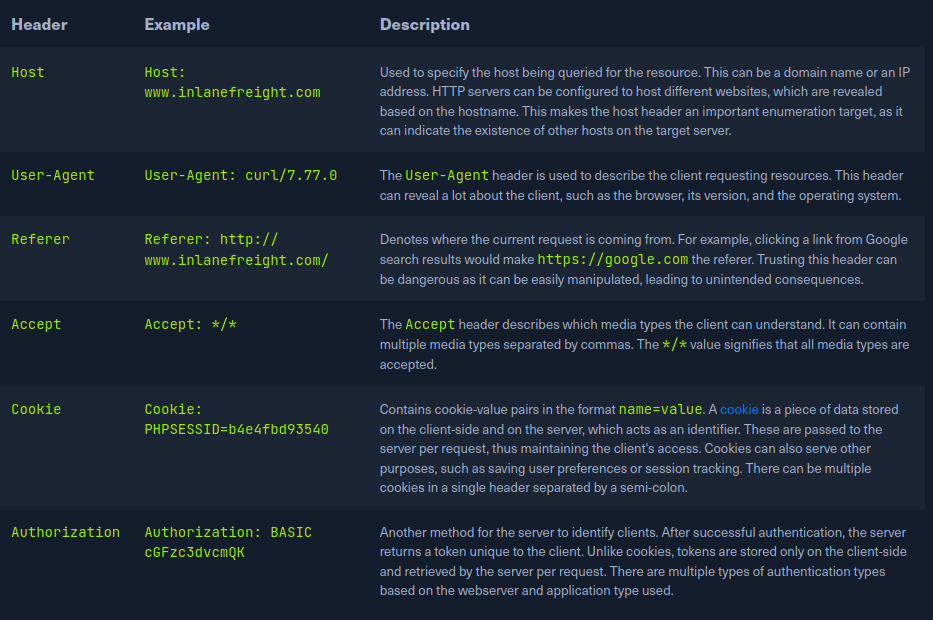 Header Example Description
Host Host: Used to specify the host being queried for the resource. This can be a domain name or an IP
www.inlanefreight.com address. HTTP servers can be configured to host different websites, which are revealed
based on the hostname. This makes the host header an important enumeration target, as it
can indicate the existence of other hosts on the target server.
User-Agent User-Agent: curl/7.77.0 The User-Agent header is used to describe the client requesting resources. This header
can reveal a lot about the client, such as the browser, its version, and the operating system.
Referer Referer: http:// Denotes where the current request is coming from. For example, clicking a link from Google
www.inlanefreight.com/ search results would make https://google.com the referer. Trusting this header can
be dangerous as it can be easily manipulated, leading to unintended consequences.
Accept Accept: */* The Accept header describes which media types the client can understand. It can contain
multiple media types separated by commas. The */* value signifies that all media types are
accepted.
Cookie Cookie: Contains cookie-value pairs in the format name=value. A cookie is a piece of data stored
PHPSESSID=b4e4fbd93540 on the client-side and on the server, which acts as an identifier. These are passed to the
server per request, thus maintaining the client's access. Cookies can also serve other
purposes, such as saving user preferences or session tracking. There can be multiple
cookies in a single header separated by a semi-colon.
Authorization Authorization: BASIC Another method for the server to identify clients. After successful authentication, the server
cGFzc3dvcmQK returns a token unique to the client. Unlike cookies, tokens are stored only on the client-side
and retrieved by the server per request. There are multiple types of authentication types
based on the webserver and application type used.